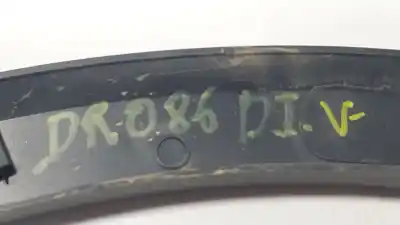 DR086 DI. V-